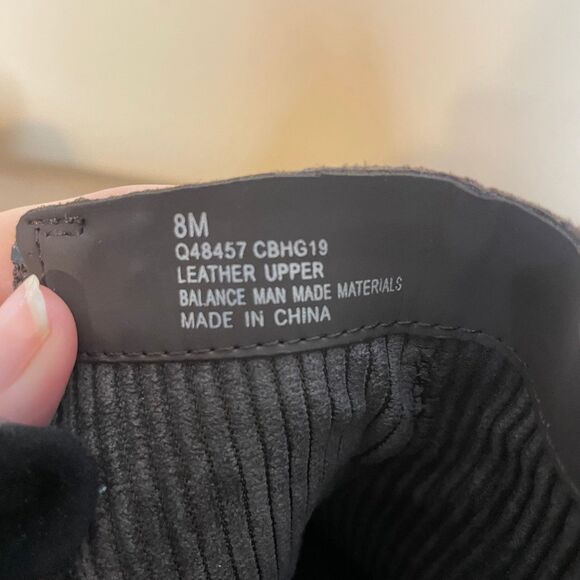 8M
Q48457 CBHG19
LEATHER UPPER
BALANCE MAN MADE MATERIALS
MADE IN CHINA